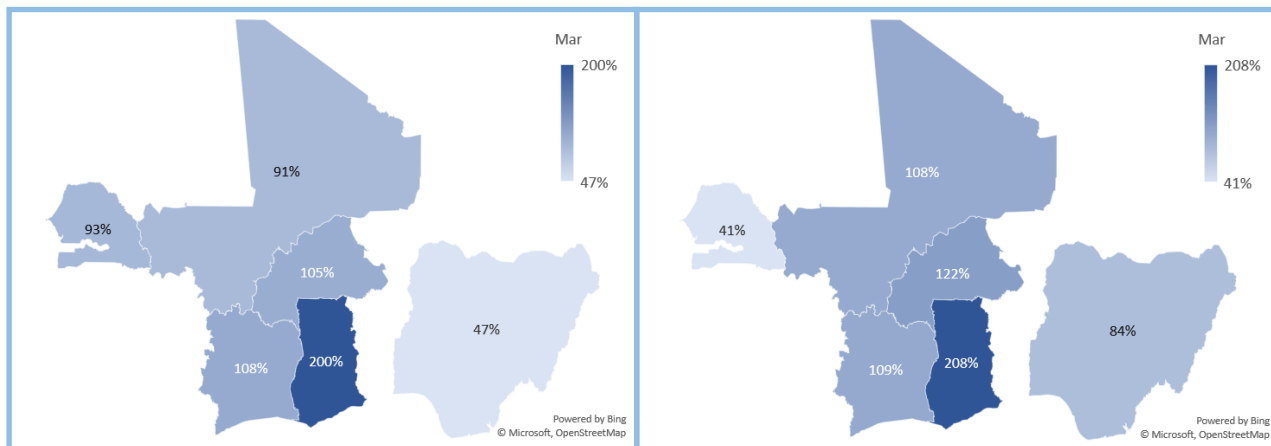 Mar
200%
47%
91%
93%
105%
47%
108%
200%
Powered by Bing
© Microsoft, OpenStreetMap
Mar
208%
41%
108%
41%
122%
84%
109%
208%
Powered by Bing
© Microsoft, OpenStreetMap